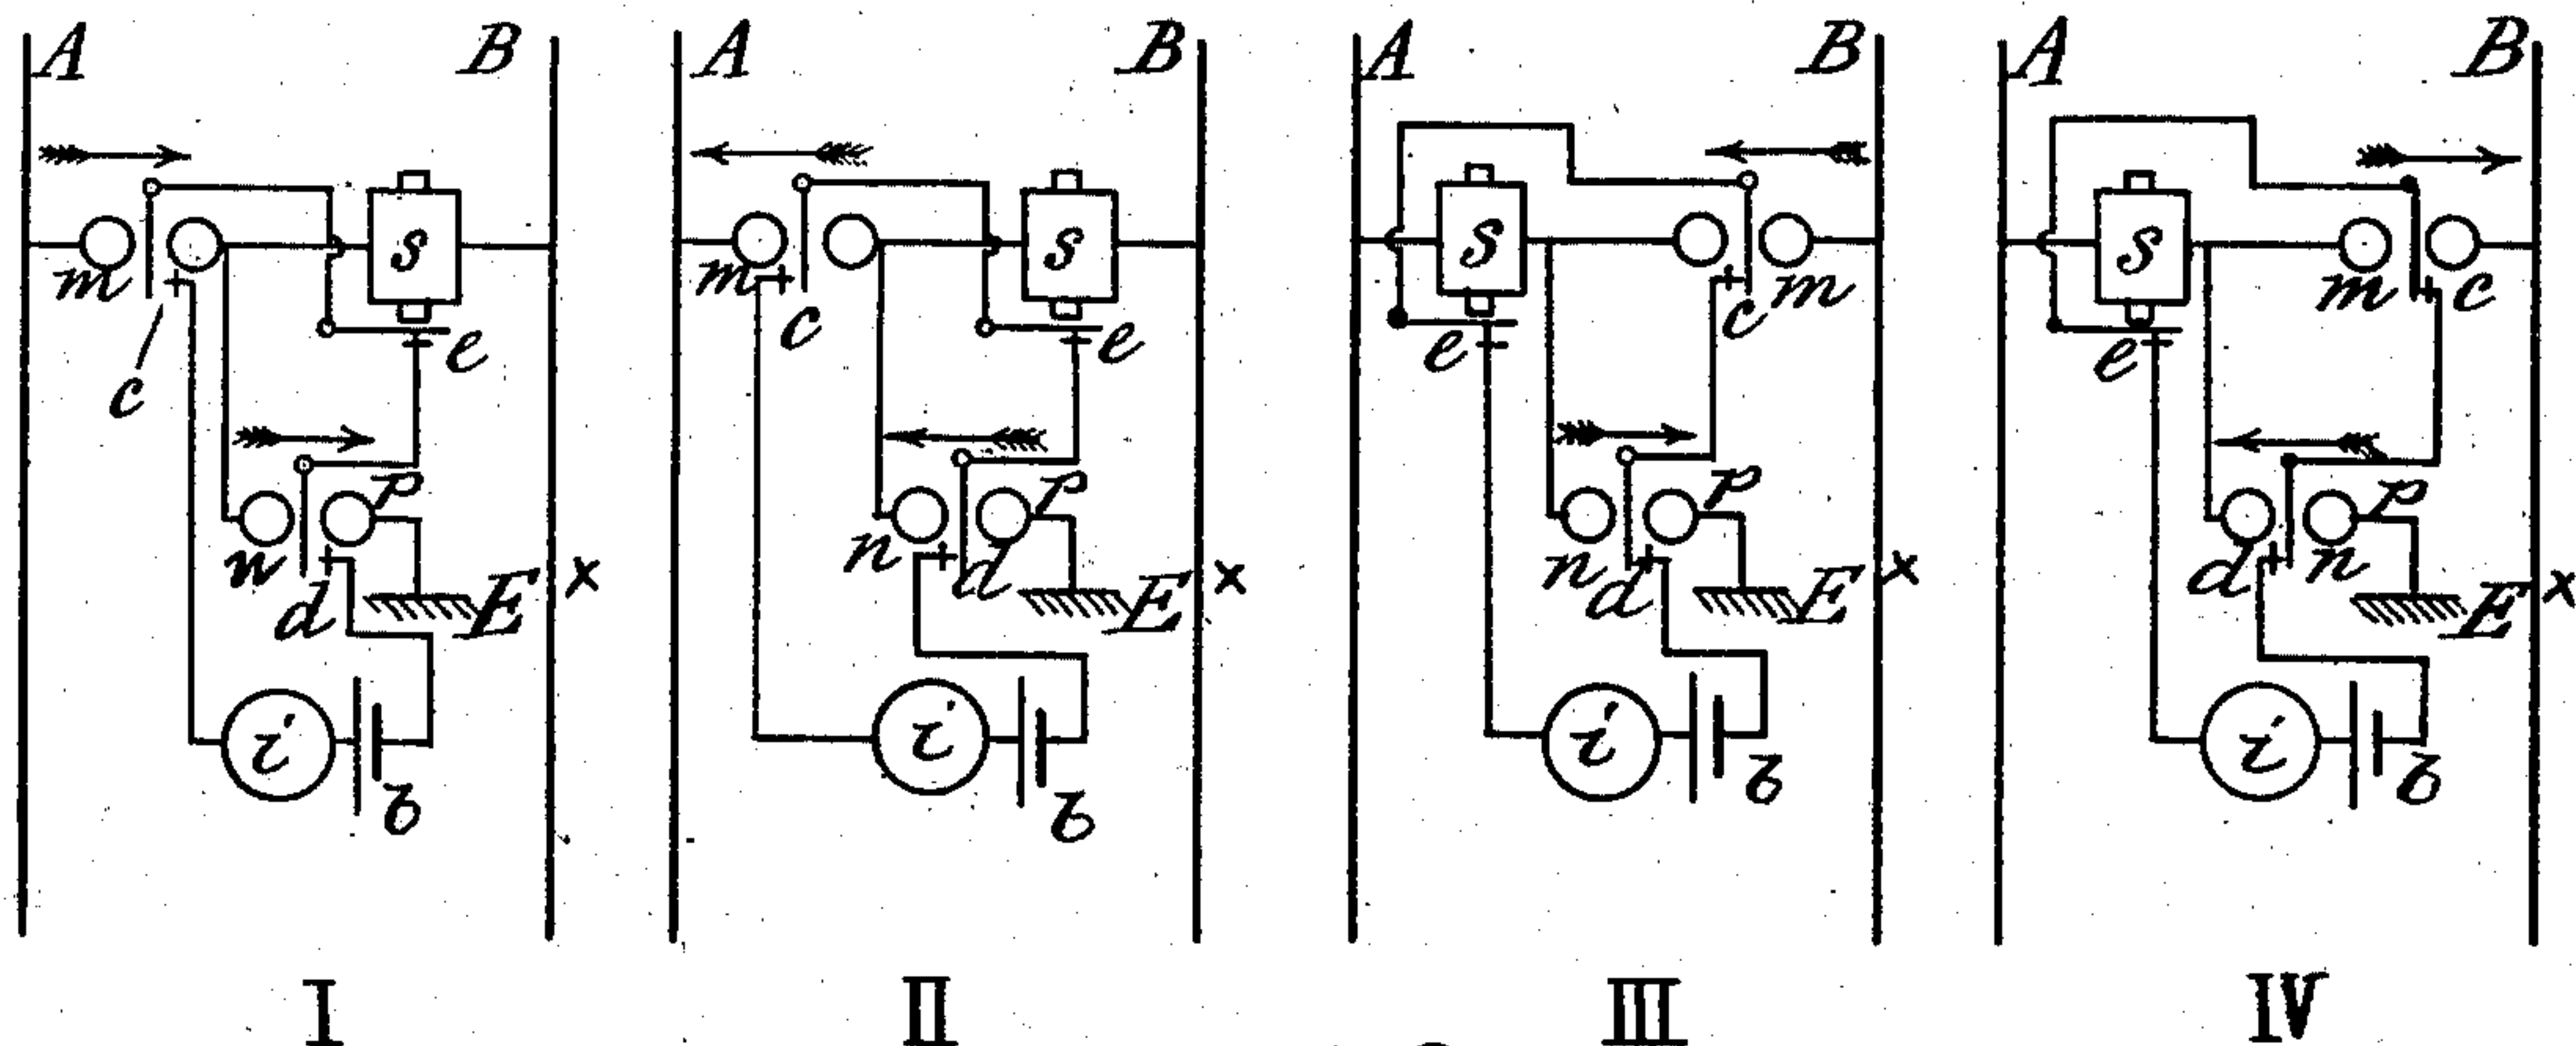 A B A B A B A B
s s s s
m m c m m c
c e c e e e
p p p p
n n n d
d d d n
E x E x E x E x
i i i i
b b b b
I II III IV